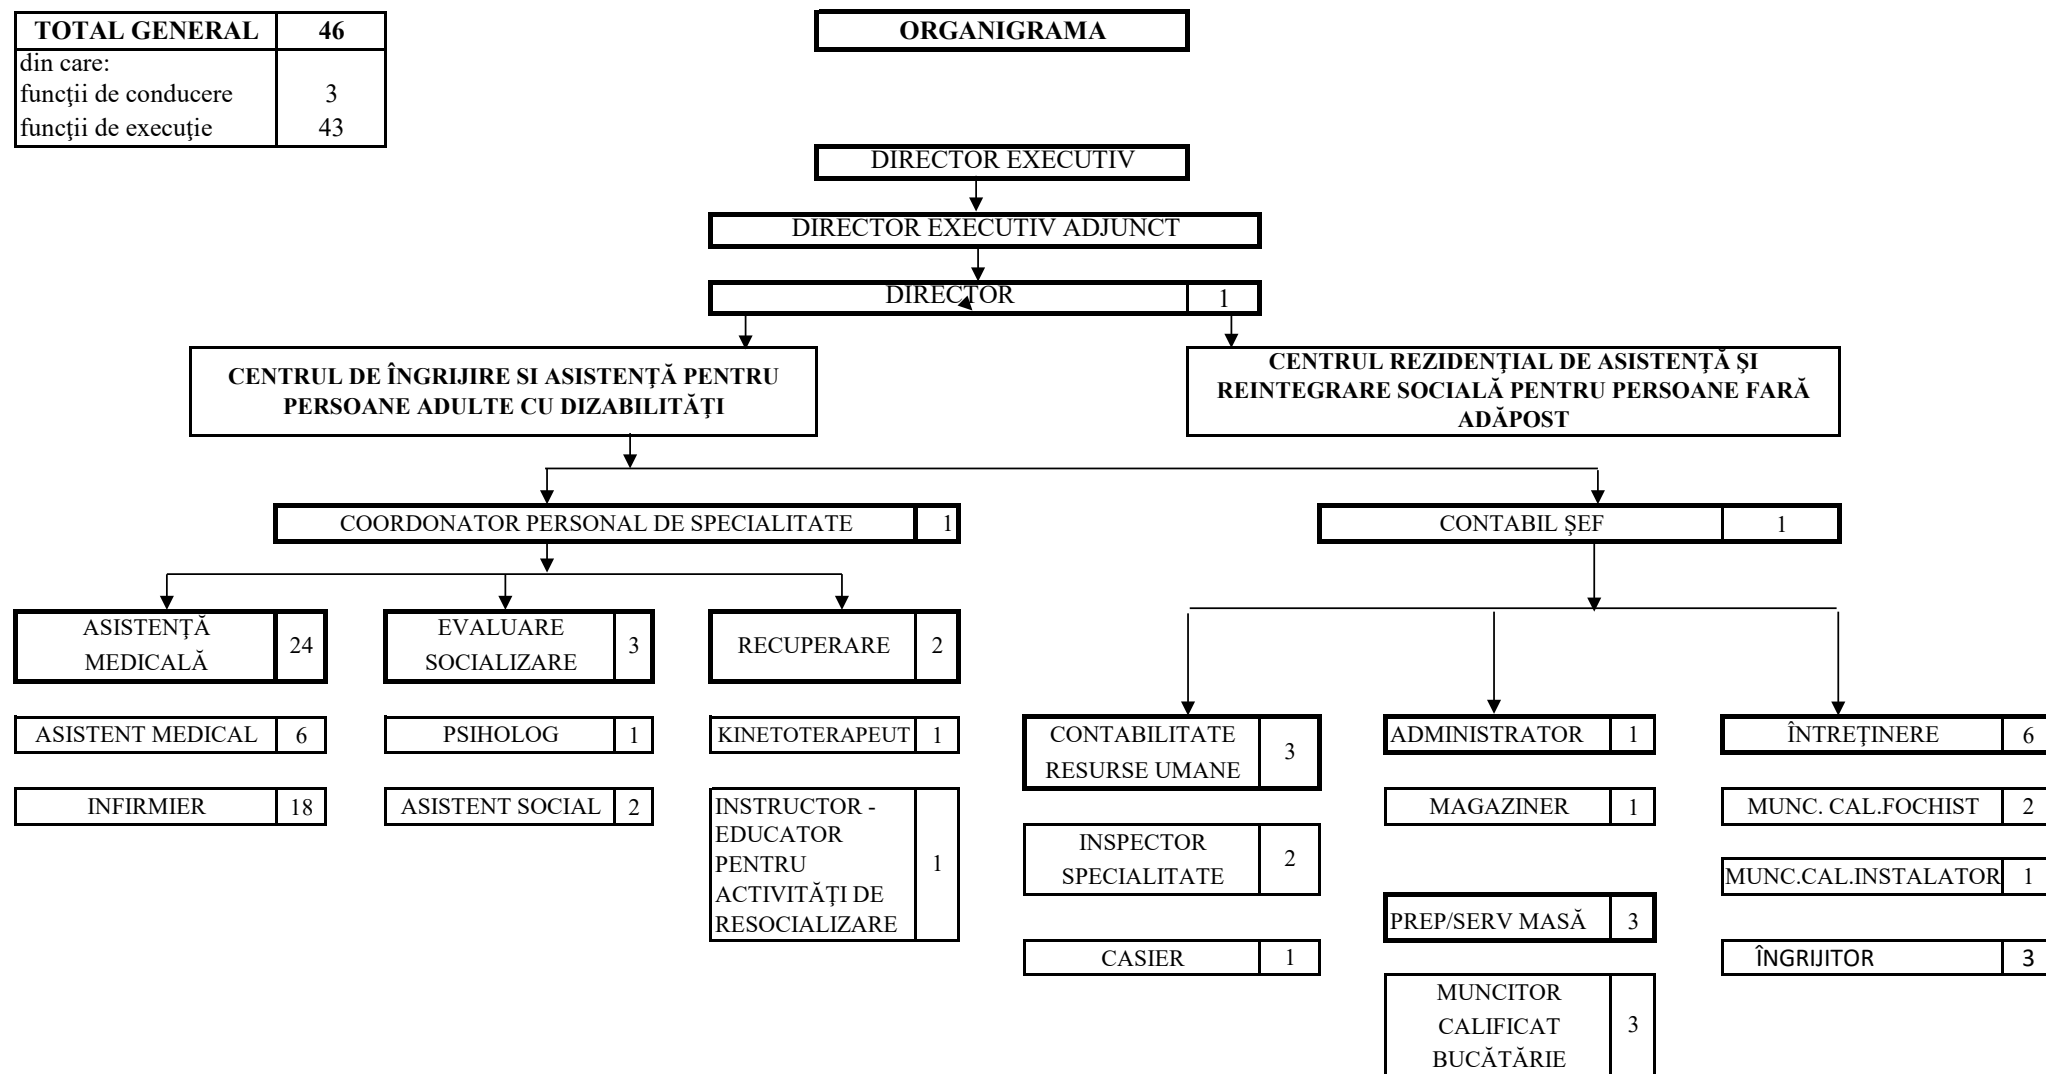 TOTAL GENERAL 46
din care:
funcţii de conducere 3
funcţii de execuţie 43
ORGANIGRAMA
DIRECTOR EXECUTIV
DIRECTOR EXECUTIV ADJUNCT
DIRECTOR 1
CENTRUL DE ÎNGRIJIRE SI ASISTENŢĂ PENTRU
PERSOANE ADULTE CU DIZABILITĂŢI
CENTRUL REZIDENŢIAL DE ASISTENŢĂ ŞI
REINTEGRARE SOCIALĂ PENTRU PERSOANE FARĂ
ADĂPOST
COORDONATOR PERSONAL DE SPECIALITATE 1
CONTABIL ŞEF 1
ASISTENŢĂ
MEDICALĂ 24
EVALUARE
SOCIALIZARE 3
RECUPERARE 2
ASISTENT MEDICAL 6
PSIHOLOG 1
KINETOTERAPEUT 1
INFIRMIER 18
ASISTENT SOCIAL 2
INSTRUCTOR -
EDUCATOR
PENTRU
ACTIVITĂŢI DE
RESOCIALIZARE 1
CONTABILITATE
RESURSE UMANE 3
INSPECTOR
SPECIALITATE 2
CASIER 1
ADMINISTRATOR 1
MAGAZINER 1
PREP/SERV MASĂ 3
MUNCITOR
CALIFICAT
BUCĂTĂRIE 3
ÎNTREŢINERE 6
MUNC. CAL.FOCHIST 2
MUNC.CAL.INSTALATOR 1
ÎNGRIJITOR 3